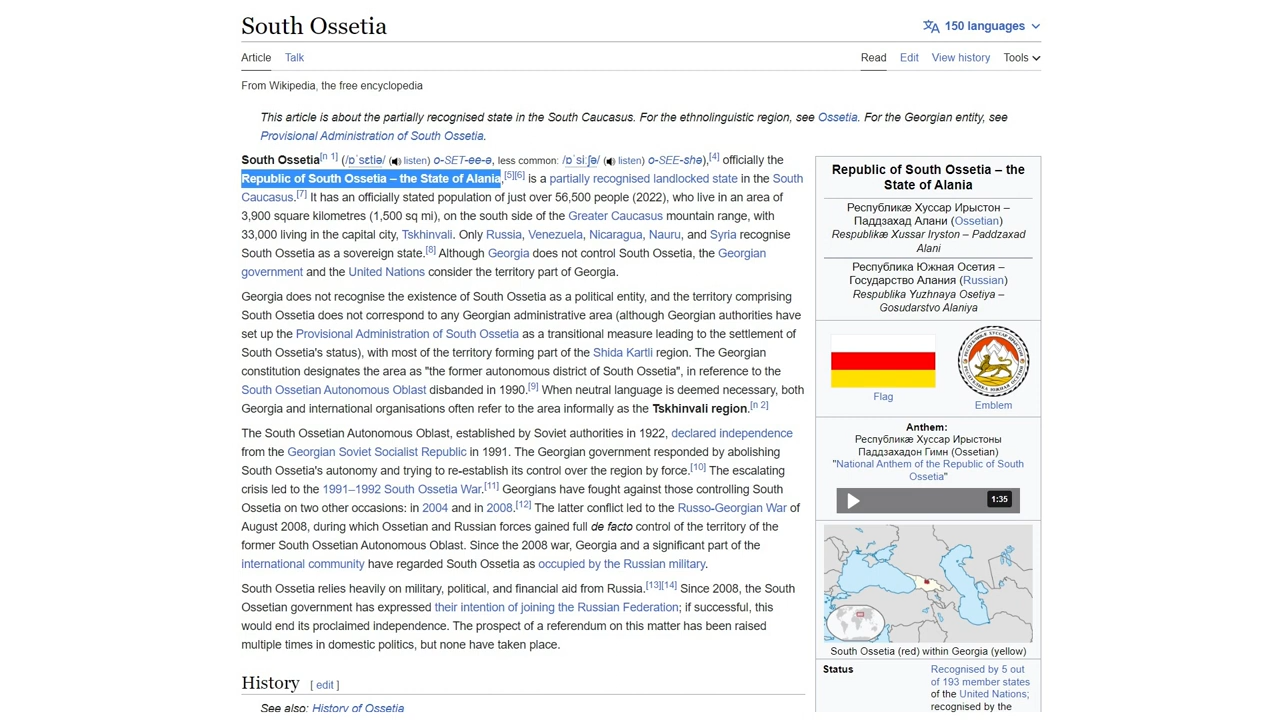 South Ossetia
150 languages
Article Talk
Read Edit View history Tools
From Wikipedia, the free encyclopedia
This article is about the partially recognised state in the South Caucasus. For the ethnolinguistic region, see Ossetia. For the Georgian entity, see
Provisional Administration of South Ossetia.
South Ossetia[n 1] (/ɒˈsɛtiə/ (listen) o-SET-ee-ə, less common: /ɒˈsiːʃə/ (listen) o-SEE-shə),[4] officially the
Republic of South Ossetia – the State of Alania,[5][6] is a partially recognised landlocked state in the South
Caucasus.[7] It has an officially stated population of just over 56,500 people (2022), who live in an area of
3,900 square kilometres (1,500 sq mi), on the south side of the Greater Caucasus mountain range, with
33,000 living in the capital city, Tskhinvali. Only Russia, Venezuela, Nicaragua, Nauru, and Syria recognise
South Ossetia as a sovereign state.[8] Although Georgia does not control South Ossetia, the Georgian
government and the United Nations consider the territory part of Georgia.
Georgia does not recognise the existence of South Ossetia as a political entity, and the territory comprising
South Ossetia does not correspond to any Georgian administrative area (although Georgian authorities have
set up the Provisional Administration of South Ossetia as a transitional measure leading to the settlement of
South Ossetia's status), with most of the territory forming part of the Shida Kartli region. The Georgian
constitution designates the area as "the former autonomous district of South Ossetia", in reference to the
South Ossetian Autonomous Oblast disbanded in 1990.[9] When neutral language is deemed necessary, both
Georgia and international organisations often refer to the area informally as the Tskhinvali region.[n 2]
The South Ossetian Autonomous Oblast, established by Soviet authorities in 1922, declared independence
from the Georgian Soviet Socialist Republic in 1991. The Georgian government responded by abolishing
South Ossetia's autonomy and trying to re-establish its control over the region by force.[10] The escalating
crisis led to the 1991–1992 South Ossetia War.[11] Georgians have fought against those controlling South
Ossetia on two other occasions: in 2004 and in 2008.[12] The latter conflict led to the Russo-Georgian War of
August 2008, during which Ossetian and Russian forces gained full de facto control of the territory of the
former South Ossetian Autonomous Oblast. Since the 2008 war, Georgia and a significant part of the
international community have regarded South Ossetia as occupied by the Russian military.
South Ossetia relies heavily on military, political, and financial aid from Russia.[13][14] Since 2008, the South
Ossetian government has expressed their intention of joining the Russian Federation; if successful, this
would end its proclaimed independence. The prospect of a referendum on this matter has been raised
multiple times in domestic politics, but none have taken place.
History [ edit ]
See also: History of Ossetia
Republic of South Ossetia – the
State of Alania
Республикæ Хуссар Ирыстон –
Паддзахад Алани (Ossetian)
Respublikæ Xussar Iryston – Paddzaxad
Alani
Республика Южная Осетия –
Государство Алания (Russian)
Respublika Yuzhnaya Osetiya –
Gosudarstvo Alaniya
Flag
Emblem
Anthem:
Республикæ Хуссар Ирыстоны
Паддзахадон Гимн (Ossetian)
"National Anthem of the Republic of South
Ossetia"
1:35
South Ossetia (red) within Georgia (yellow)
Status
Recognised by 5 out
of 193 member states
of the United Nations;
recognised by the